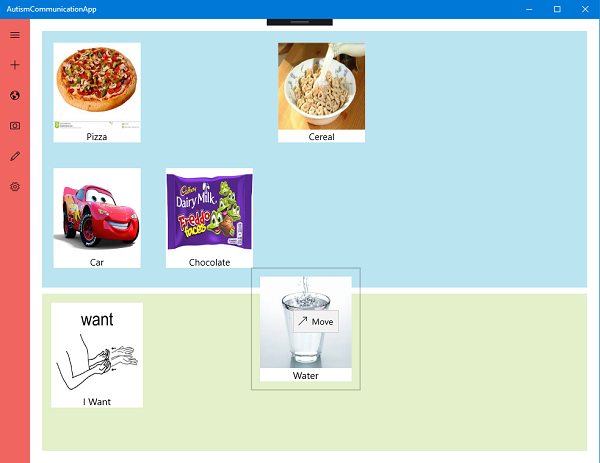 AutismCommunicationApp
Pizza
Cereal
Cadbury
Dairy Milk
Freddo
faces
Car
Chocolate
want
Move
I Want
Water